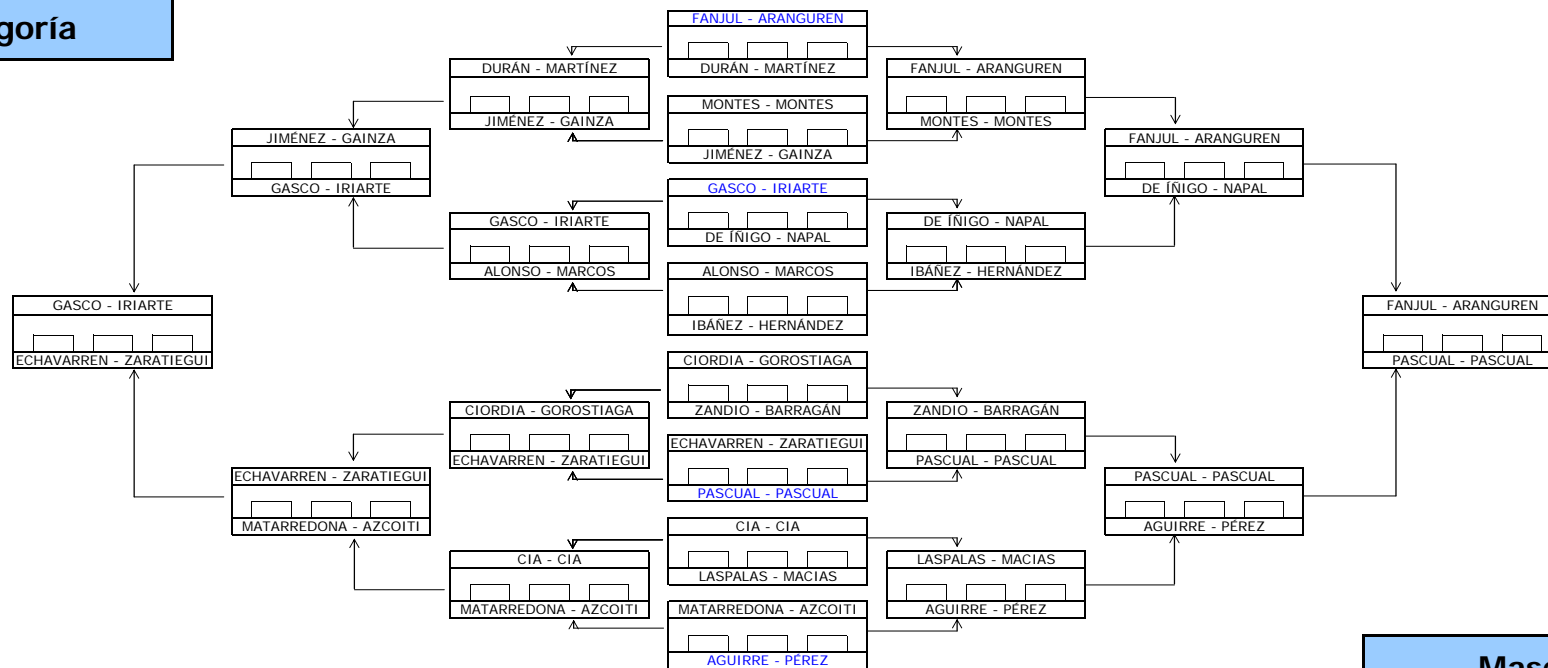 goría
FANJUL - ARANGUREN
DURÁN - MARTÍNEZ
DURÁN - MARTÍNEZ
JIMÉNEZ - GAINZA
FANJUL - ARANGUREN
MONTES - MONTES
MONTES - MONTES
JIMÉNEZ - GAINZA
JIMÉNEZ - GAINZA
GASCO - IRIARTE
FANJUL - ARANGUREN
DE ÍÑIGO - NAPAL
GASCO - IRIARTE
DE ÍÑIGO - NAPAL
GASCO - IRIARTE
ALONSO - MARCOS
DE ÍÑIGO - NAPAL
IBÁÑEZ - HERNÁNDEZ
ALONSO - MARCOS
IBÁÑEZ - HERNÁNDEZ
GASCO - IRIARTE
ECHAVARREN - ZARATIEGUI
FANJUL - ARANGUREN
PASCUAL - PASCUAL
CIORDIA - GOROSTIAGA
ZANDIO - BARRAGÁN
CIORDIA - GOROSTIAGA
ECHAVARREN - ZARATIEGUI
ZANDIO - BARRAGÁN
PASCUAL - PASCUAL
ECHAVARREN - ZARATIEGUI
PASCUAL - PASCUAL
ECHAVARREN - ZARATIEGUI
MATARREDONA - AZCOITI
PASCUAL - PASCUAL
AGUIRRE - PÉREZ
CIA - CIA
LASPALAS - MACIAS
CIA - CIA
MATARREDONA - AZCOITI
LASPALAS - MACIAS
AGUIRRE - PÉREZ
MATARREDONA - AZCOITI
AGUIRRE - PÉREZ